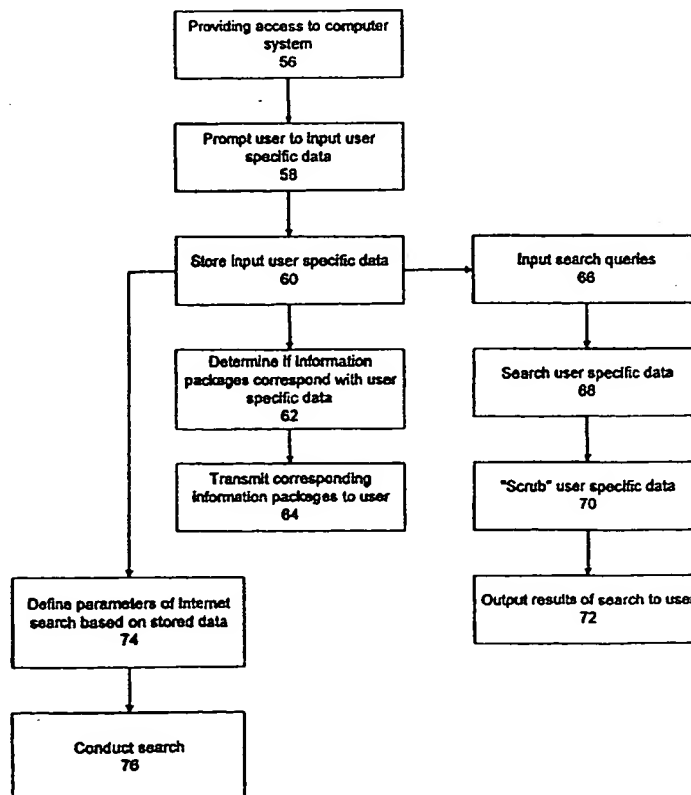 Providing access to computer
system
56
Prompt user to input user
specific data
58
Store input user specific data
60
Input search queries
66
Determine if information
packages correspond with user
specific data
62
Search user specific data
68
Transmit corresponding
information packages to user
64
"Scrub" user specific data
70
Define parameters of Internet
search based on stored data
74
Output results of search to user
72
Conduct search
76